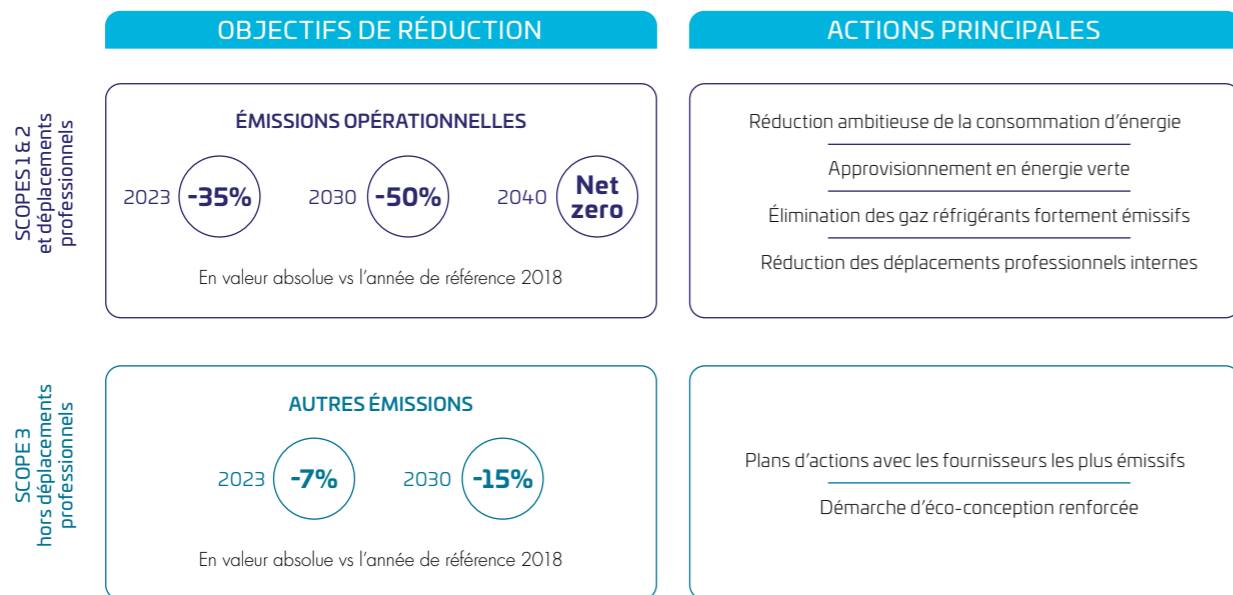 OBJECTIFS DE RÉDUCTION
ACTIONS PRINCIPALES
SCOPES 1 & 2
et déplacements
professionnels
ÉMISSIONS OPÉRATIONNELLES
2023 -35% 2030 -50% 2040 Net zero
En valeur absolue vs l'année de référence 2018
Réduction ambitieuse de la consommation d'énergie
Approvisionnement en énergie verte
Élimination des gaz réfrigérants fortement émissifs
Réduction des déplacements professionnels internes
SCOPE 3
hors déplacements
professionnels
AUTRES ÉMISSIONS
2023 -7% 2030 -15%
En valeur absolue vs l'année de référence 2018
Plans d'actions avec les fournisseurs les plus émissifs
Démarche d'éco-conception renforcée